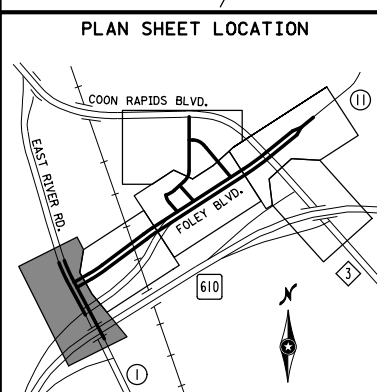 PLAN SHEET LOCATION
COON RAPIDS BLVD.
11
EAST RIVER RD.
FOLEY BLVD.
610
3
N
1